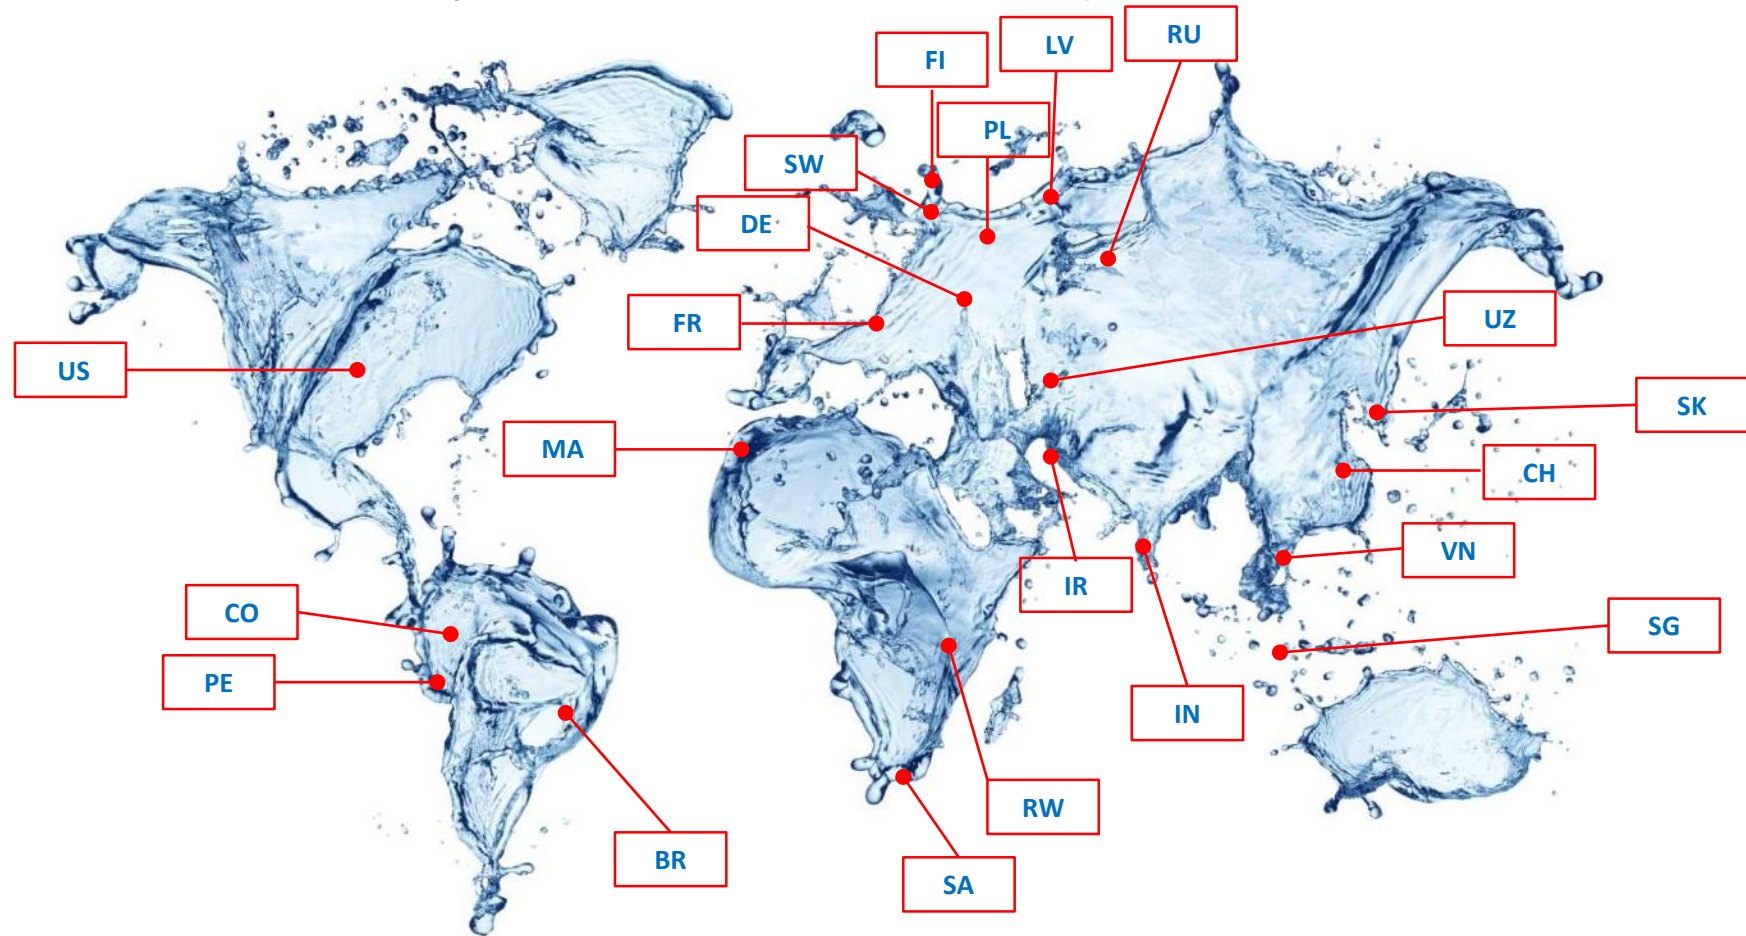 RU
LV
FI
PL
SW
DE
FR
UZ
US
SK
MA
CH
VN
IR
CO
SG
PE
IN
RW
BR
SA